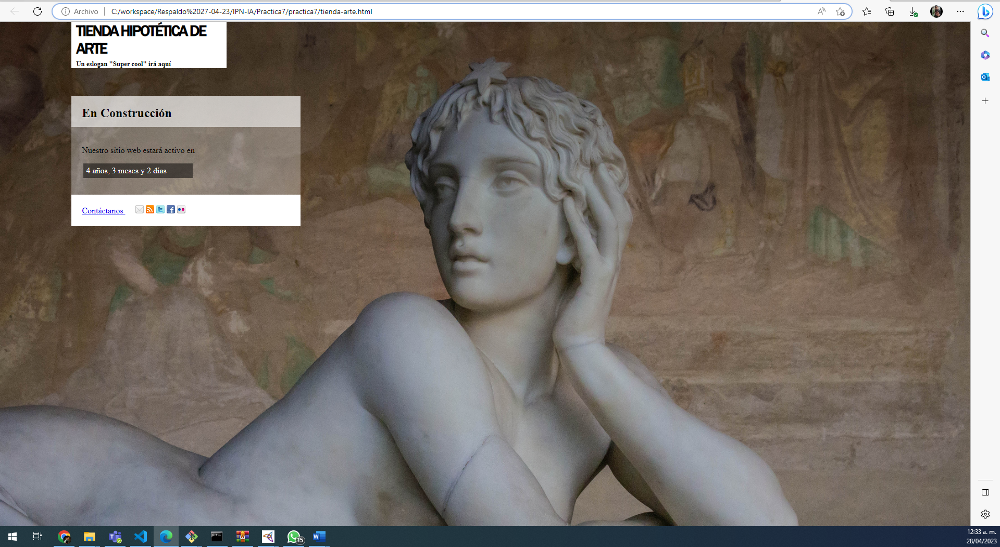 Archivo
C:/workspace/Respaldo%2027-04-23/IPN-IA/Practica7/practica7/tienda-arte.html
TIENDA HIPOTÉTICA DE
ARTE
Un eslogan "Super cool" irá aquí
En Construcción
Nuestro sitio web estará activo en
4 años, 3 meses y 2 días
Contáctanos
15
12:33 a. m.
28/04/2023